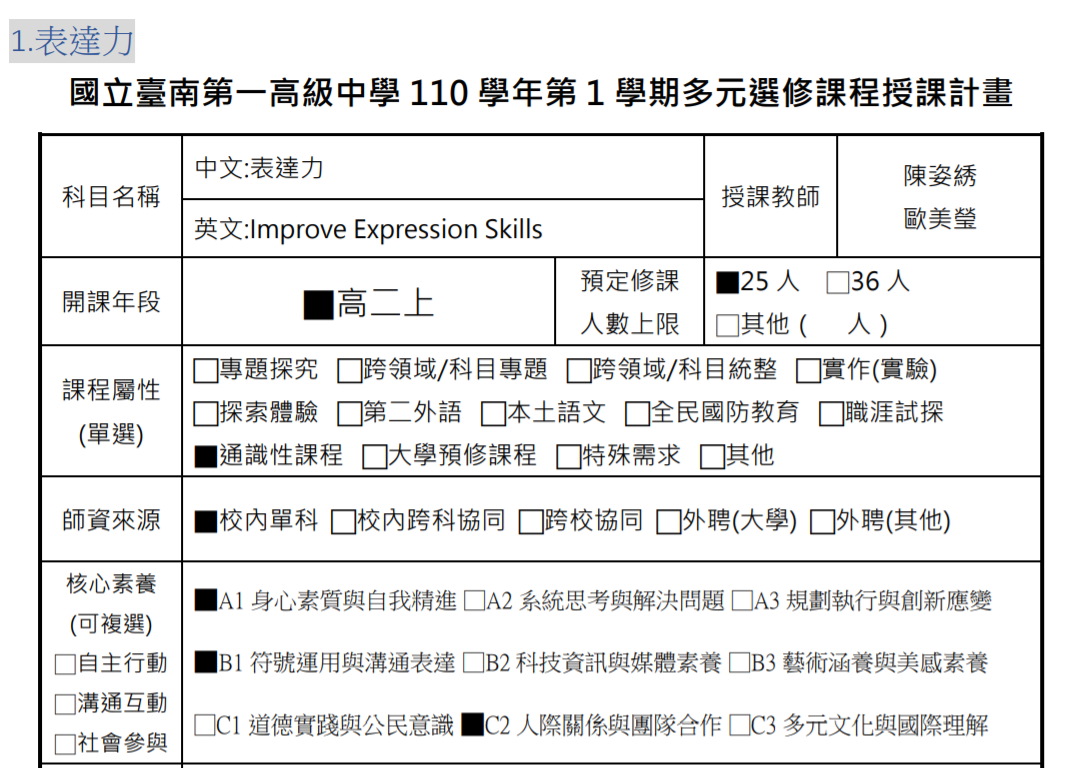 1.表達力
國立臺南第一高級中學 110 學年第 1 學期多元選修課程授課計畫
科目名稱
中文:表達力
英文:Improve Expression Skills
授課教師
陳姿綉
歐美瑩
開課年段
■高二上
預定修課
人數上限
■25 人 □36 人
□其他 ( 人 )
課程屬性
(單選)
□專題探究 □跨領域/科目專題 □跨領域/科目統整 □實作(實驗)
□探索體驗 □第二外語 □本土語文 □全民國防教育 □職涯試探
■通識性課程 □大學預修課程 □特殊需求 □其他
師資來源
■校內單科 □校內跨科協同 □跨校協同 □外聘(大學) □外聘(其他)
核心素養
(可複選)
□自主行動
□溝通互動
□社會參與
■A1 身心素質與自我精進 □A2 系統思考與解決問題 □A3 規劃執行與創新應變
■B1 符號運用與溝通表達 □B2 科技資訊與媒體素養 □B3 藝術涵養與美感素養
□C1 道德實踐與公民意識 ■C2 人際關係與團隊合作 □C3 多元文化與國際理解